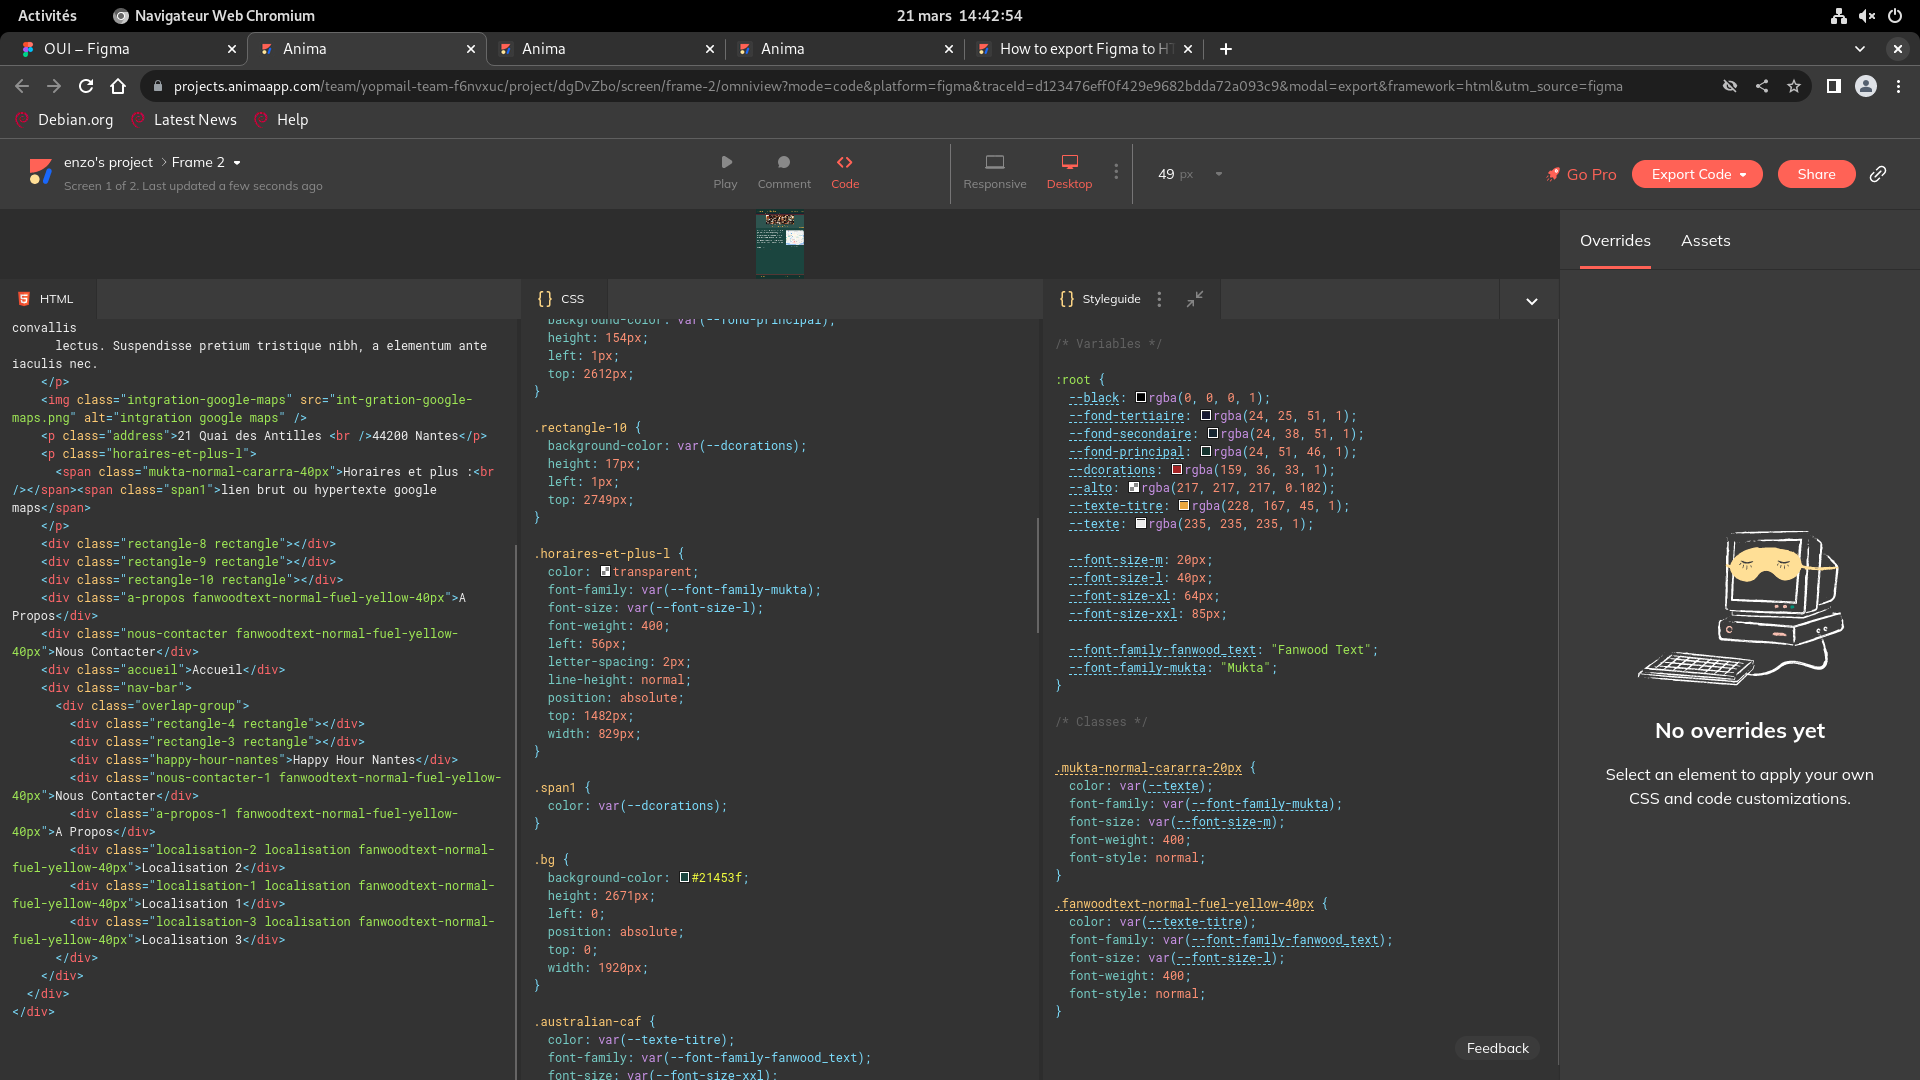 Activités
Navigateur Web Chromium
21 mars 14:42:54
OUI – Figma
Anima
Anima
Anima
How to export Figma to HT
projects.animaapp.com/team/yopmail-team-f6nvxuc/project/dgDvZbo/screen/frame-2/omniview?mode=code&platform=figma&traceId=d123476eff0f429e9682bdda72a093c9&modal=export&framework=html&utm_source=figma
Debian.org
Latest News
Help
enzo's project > Frame 2
Screen 1 of 2. Last updated a few seconds ago
Play
Comment
Code
Responsive
Desktop
49 px
Go Pro
Export Code
Share
HTML
convallis
lectus. Suspendisse pretium tristique nibh, a elementum ante
iaculis nec.
</p>
<img class="intgration-google-maps" src="int-gration-google-
maps.png" alt="intgration google maps" />
<p class="address">21 Quai des Antilles <br />44200 Nantes</p>
<p class="horaires-et-plus-l">
<span class="mukta-normal-cararra-40px">Horaires et plus :<br
/></span><span class="span1">lien brut ou hypertexte google
maps</span>
</p>
<div class="rectangle-8 rectangle"></div>
<div class="rectangle-9 rectangle"></div>
<div class="rectangle-10 rectangle"></div>
<div class="a-propos fanwoodtext-normal-fuel-yellow-40px">A
Propos</div>
<div class="nous-contacter fanwoodtext-normal-fuel-yellow-
40px">Nous Contacter</div>
<div class="accueil">Accueil</div>
<div class="nav-bar">
<div class="overlap-group">
<div class="rectangle-4 rectangle"></div>
<div class="rectangle-3 rectangle"></div>
<div class="happy-hour-nantes">Happy Hour Nantes</div>
<div class="nous-contacter-1 fanwoodtext-normal-fuel-yellow-
40px">Nous Contacter</div>
<div class="a-propos-1 fanwoodtext-normal-fuel-yellow-
40px">A Propos</div>
<div class="localisation-2 localisation fanwoodtext-normal-
fuel-yellow-40px">Localisation 2</div>
<div class="localisation-1 localisation fanwoodtext-normal-
fuel-yellow-40px">Localisation 1</div>
<div class="localisation-3 localisation fanwoodtext-normal-
fuel-yellow-40px">Localisation 3</div>
</div>
</div>
</div>
</div>
{} CSS
background-color: var(--fond-principal);
height: 154px;
left: 1px;
top: 2612px;
}
.rectangle-10 {
background-color: var(--dcorations);
height: 17px;
left: 1px;
top: 2749px;
}
.horaires-et-plus-l {
color: transparent;
font-family: var(--font-family-mukta);
font-size: var(--font-size-l);
font-weight: 400;
left: 56px;
letter-spacing: 2px;
line-height: normal;
position: absolute;
top: 1482px;
width: 829px;
}
.span1 {
color: var(--dcorations);
}
.bg {
background-color: #21453f;
height: 2671px;
left: 0;
position: absolute;
top: 0;
width: 1920px;
}
.australian-caf {
color: var(--texte-titre);
font-family: var(--font-family-fanwood_text);
font-size: var(--font-size-xxl);
{} Styleguide
/* Variables */
:root {
--black: rgba(0, 0, 0, 1);
--fond-tertiaire: rgba(24, 25, 51, 1);
--fond-secondaire: rgba(24, 38, 51, 1);
--fond-principal: rgba(24, 51, 46, 1);
--dcorations: rgba(159, 36, 33, 1);
--alto: rgba(217, 217, 217, 0.102);
--texte-titre: rgba(228, 167, 45, 1);
--texte: rgba(235, 235, 235, 1);
--font-size-m: 20px;
--font-size-l: 40px;
--font-size-xl: 64px;
--font-size-xxl: 85px;
--font-family-fanwood_text: "Fanwood Text";
--font-family-mukta: "Mukta";
}
/* Classes */
.mukta-normal-cararra-20px {
color: var(--texte);
font-family: var(--font-family-mukta);
font-size: var(--font-size-m);
font-weight: 400;
font-style: normal;
}
.fanwoodtext-normal-fuel-yellow-40px {
color: var(--texte-titre);
font-family: var(--font-family-fanwood_text);
font-size: var(--font-size-l);
font-weight: 400;
font-style: normal;
}
Feedback
Overrides
Assets
No overrides yet
Select an element to apply your own
CSS and code customizations.